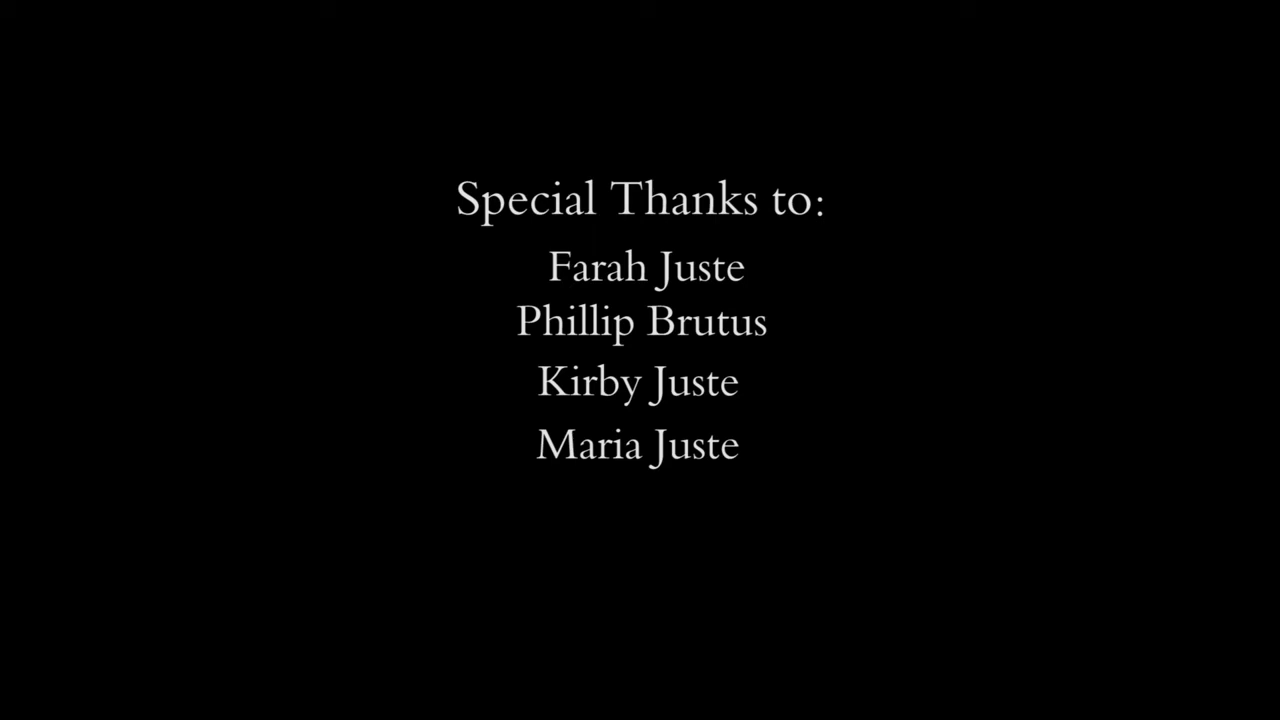 Special Thanks to:
Farah Juste
Phillip Brutus
Kirby Juste
Maria Juste